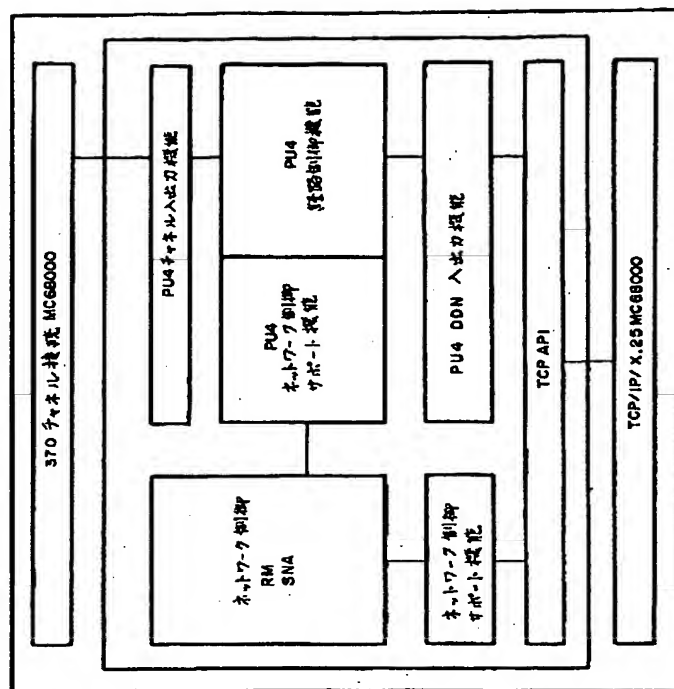 370 チャネル接続 MC68000
PU4チャネル入出力機能
PU4
経路制御機能
PU4
ネットワーク制御
サポート機能
ネットワーク制御
RM
SNA
PU4 DDN 入出力機能
ネットワーク制御
サポート機能
TCP API
TCP/IP/X.25 MC68000